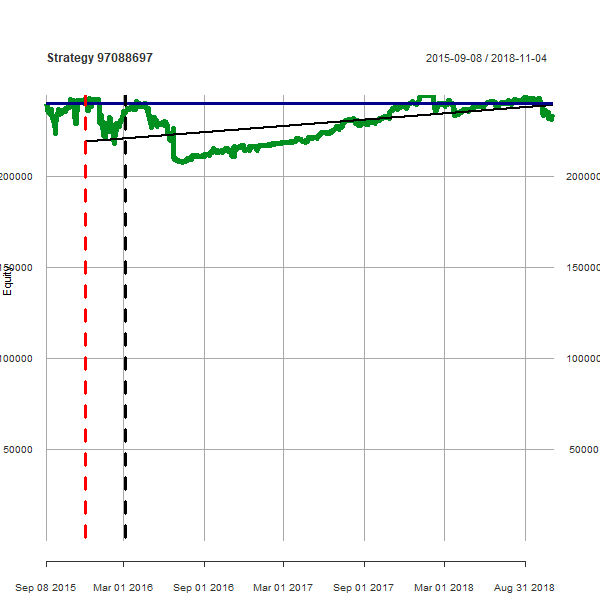 Strategy 97088697
2015-09-08 / 2018-11-04
200000
200000
150000
150000
Equity
100000
100000
50000
50000
Sep 08 2015
Mar 01 2016
Sep 01 2016
Mar 01 2017
Sep 01 2017
Mar 01 2018
Aug 31 2018